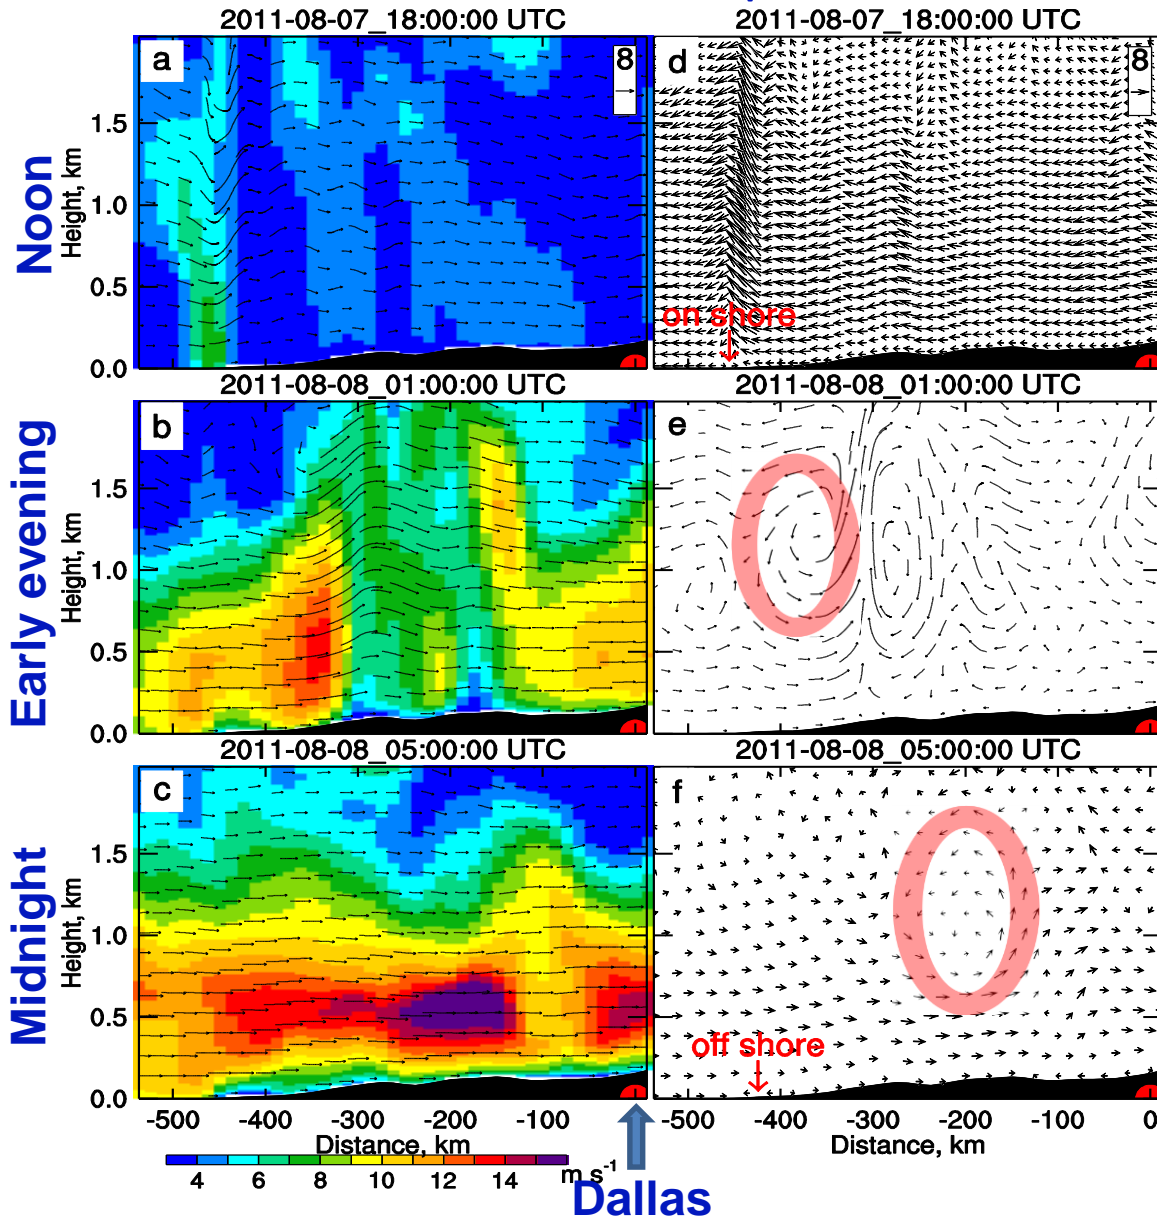 2011-08-07_18:00:00 UTC
2011-08-07_18:00:00 UTC
Noon
Height, km
1.5
1.0
0.5
0.0
a
8
d
8
on shore
2011-08-08_01:00:00 UTC
2011-08-08_01:00:00 UTC
Early evening
Height, km
1.5
1.0
0.5
0.0
b
e
2011-08-08_05:00:00 UTC
2011-08-08_05:00:00 UTC
Midnight
Height, km
1.5
1.0
0.5
0.0
c
f
off shore
-500 -400 -300 -200 -100
-500 -400 -300 -200 -100 0
Distance, km
Distance, km
4 6 8 10 12 14
m s-1
Dallas